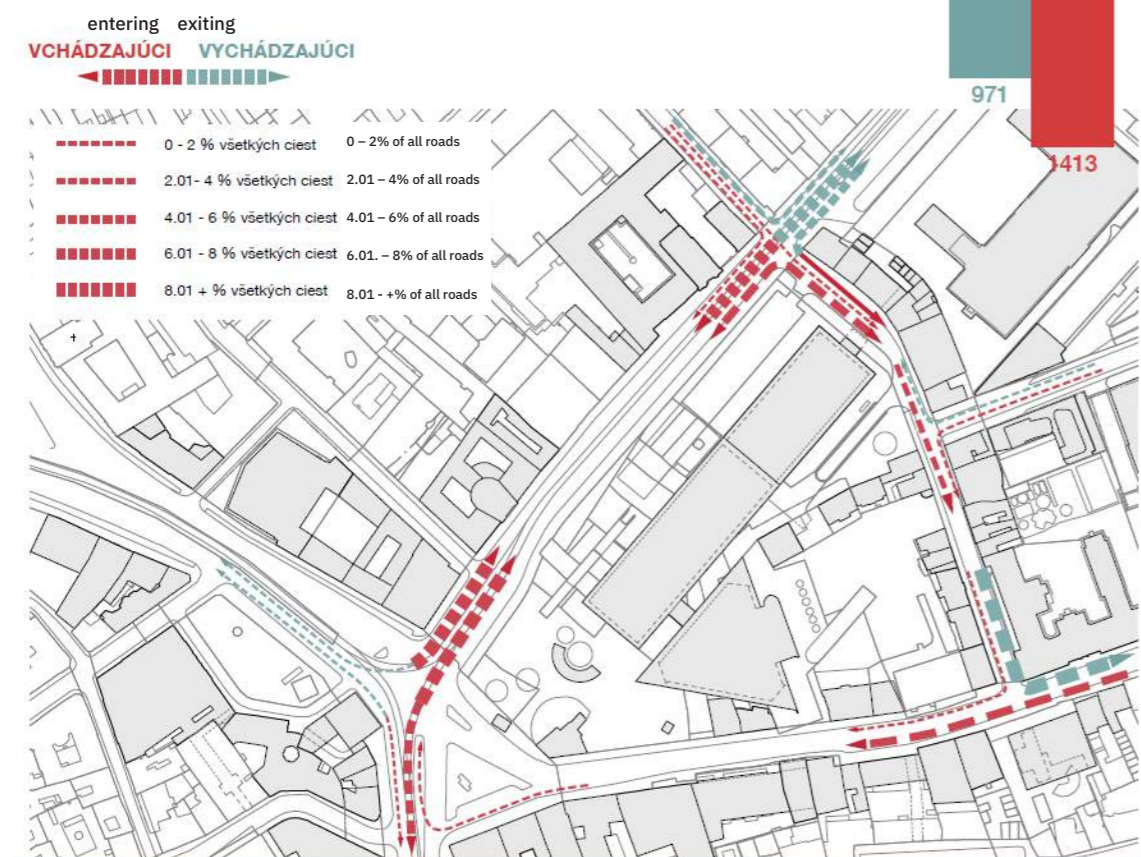 entering exiting
VCHÁDZAJÚCI VYCHÁDZAJÚCI
971
1413
0 - 2 % všetkých ciest 0 – 2% of all roads
2.01- 4 % všetkých ciest 2.01 – 4% of all roads
4.01 - 6 % všetkých ciest 4.01 – 6% of all roads
6.01 - 8 % všetkých ciest 6.01. – 8% of all roads
8.01 + % všetkých ciest 8.01 - +% of all roads